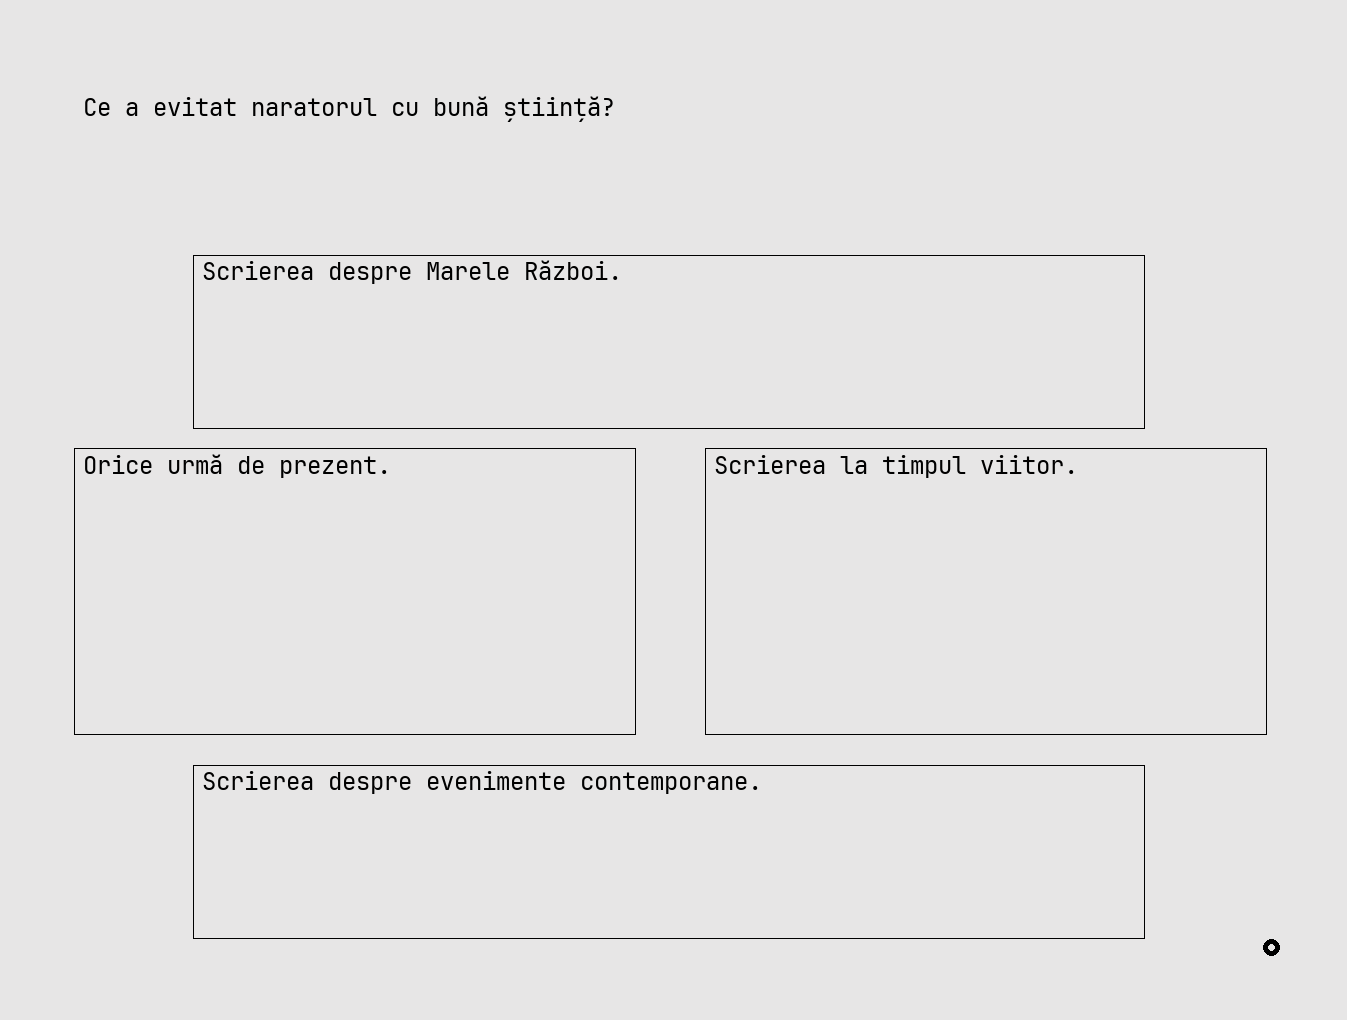 Ce a evitat naratorul cu bună știință?
Scrierea despre Marele Război.
Orice urmă de prezent.
Scrierea la timpul viitor.
Scrierea despre evenimente contemporane.